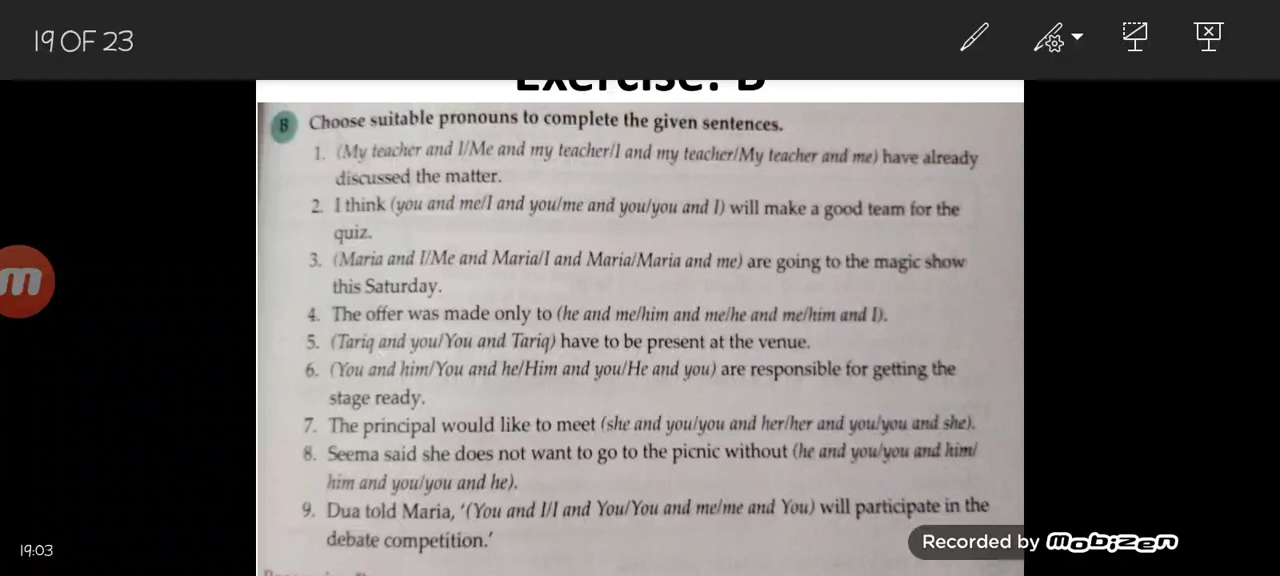 19 OF 23
Exercise: B
B Choose suitable pronouns to complete the given sentences.
1. (My teacher and I/Me and my teacher/I and my teacher/My teacher and me) have already
discussed the matter.
2. I think (you and me/I and you/me and you/you and I) will make a good team for the
quiz.
3. (Maria and I/Me and Maria/I and Maria/Maria and me) are going to the magic show
this Saturday.
4. The offer was made only to (he and me/him and me/he and me/him and I).
5. (Tariq and you/You and Tariq) have to be present at the venue.
6. (You and him/You and he/Him and you/He and you) are responsible for getting the
stage ready.
7. The principal would like to meet (she and you/you and her/her and you/you and she).
8. Seema said she does not want to go to the picnic without (he and you/you and him/
him and you/you and he).
9. Dua told Maria, '(You and I/I and You/You and me/me and You) will participate in the
debate competition.'
m
19:03
Recorded by mobizen